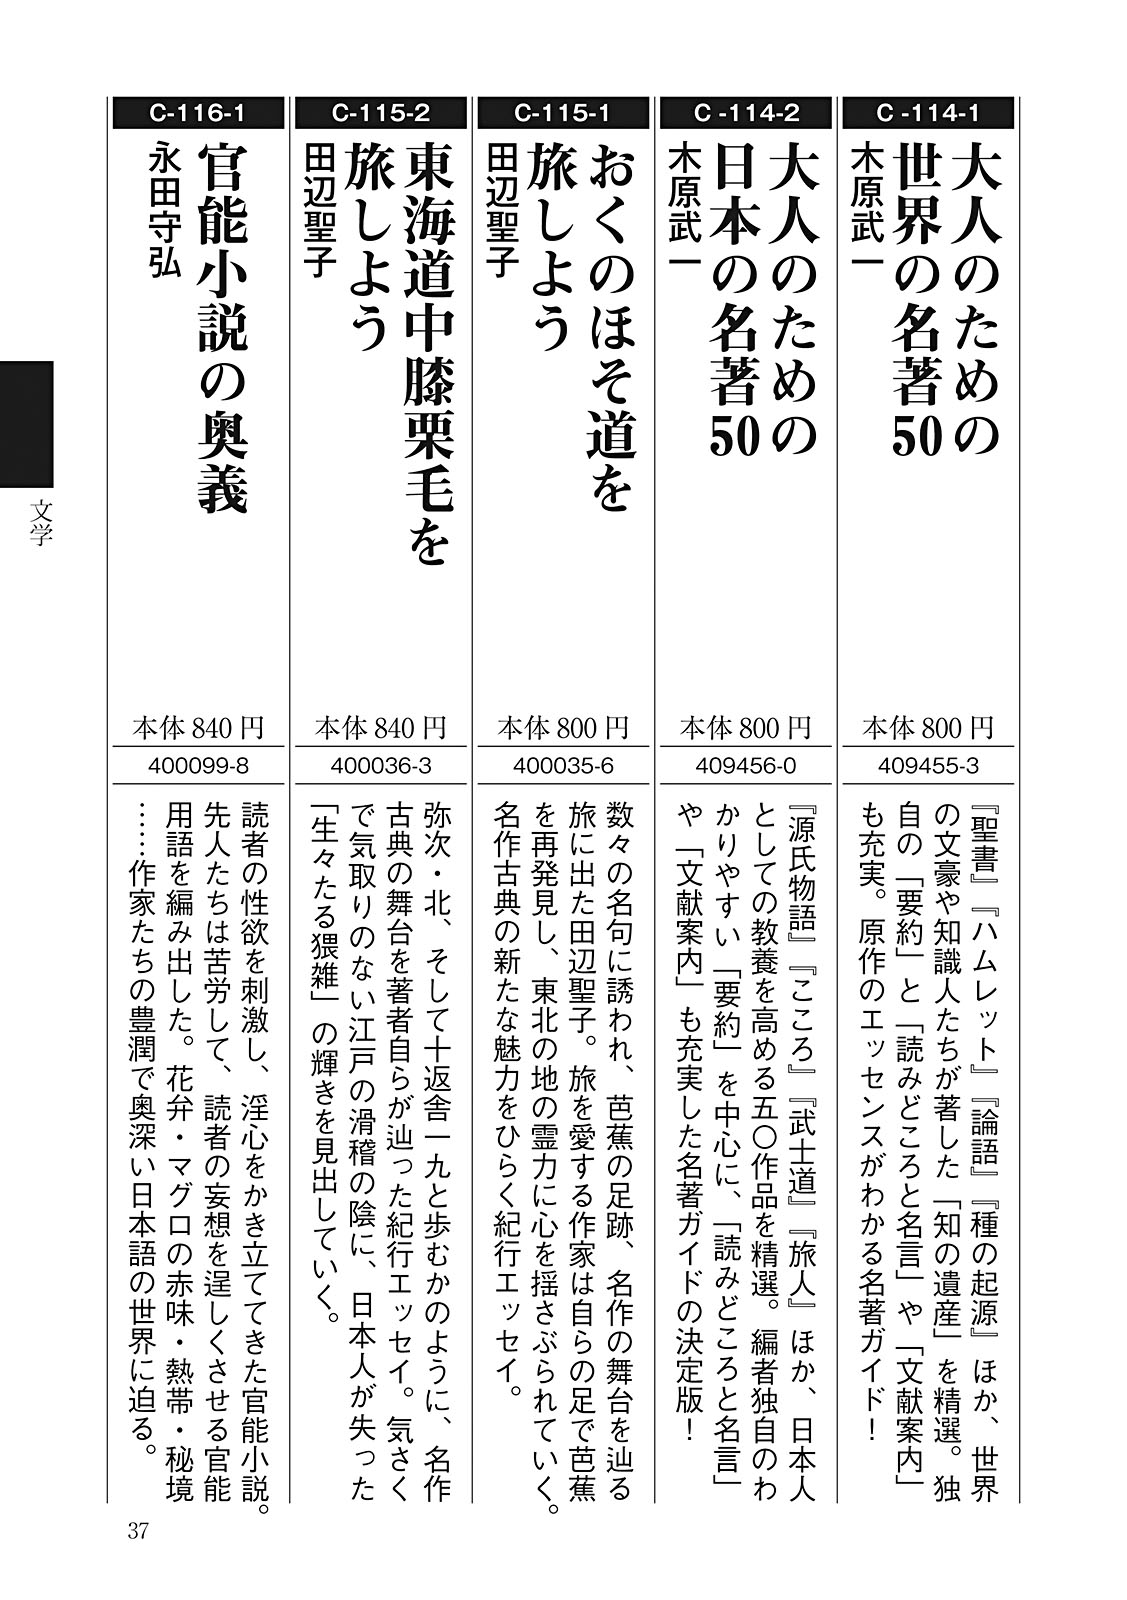 C-114-1
大人のための
世界の名著50
木原武一
本体 800 円
409455-3
『聖書』『ハムレット』『論語』『種の起源』ほか、世界
の文豪や知識人たちが著した「知の遺産」を精選。独
自の「要約」と「読みどころと名言」や「文献案内」
も充実。原作のエッセンスがわかる名著ガイド！
C-114-2
大人のための
日本の名著50
木原武一
本体 800 円
409456-0
『源氏物語』『こころ』『武士道』『旅人』ほか、日本人
としての教養を高める五〇作品を精選。編者独自のわ
かりやすい「要約」を中心に、「読みどころと名言」
や「文献案内」も充実した名著ガイドの決定版！
C-115-1
おくのほそ道を
旅しよう
田辺聖子
本体 800 円
400035-6
数々の名句に誘われ、芭蕉の足跡、名作の舞台を辿る
旅に出た田辺聖子。旅を愛する作家は自らの足で芭蕉
を再発見し、東北の地の霊力に心を揺さぶられていく。
名作古典の新たな魅力をひらく紀行エッセイ。
C-115-2
東海道中膝栗毛を
旅しよう
田辺聖子
本体 840 円
400036-3
弥次・北、そして十返舎一九と歩むかのように、名作
古典の舞台を著者自らが辿った紀行エッセイ。気さく
で気取りのない江戸の滑稽の陰に、日本人が失った
「生々たる猥雑」の輝きを見出していく。
C-116-1
官能小説の奥義
永田守弘
本体 840 円
400099-8
読者の性欲を刺激し、淫心をかき立ててきた官能小説。
先人たちは苦労して、読者の妄想を逞しくさせる官能
用語を編み出した。花弁・マグロの赤味・熱帯・秘境
……作家たちの豊潤で奥深い日本語の世界に迫る。
文学
37